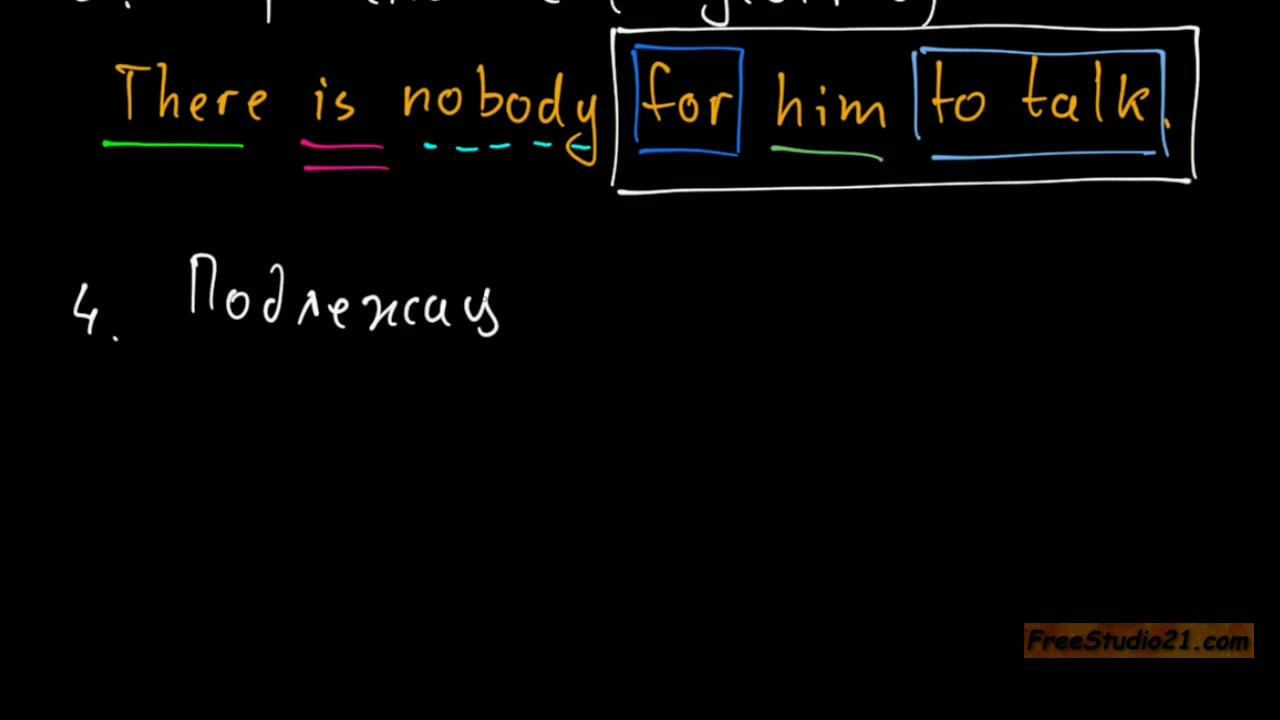 There is nobody for him to talk.
4. Подлежащ
FreeStudio21.com